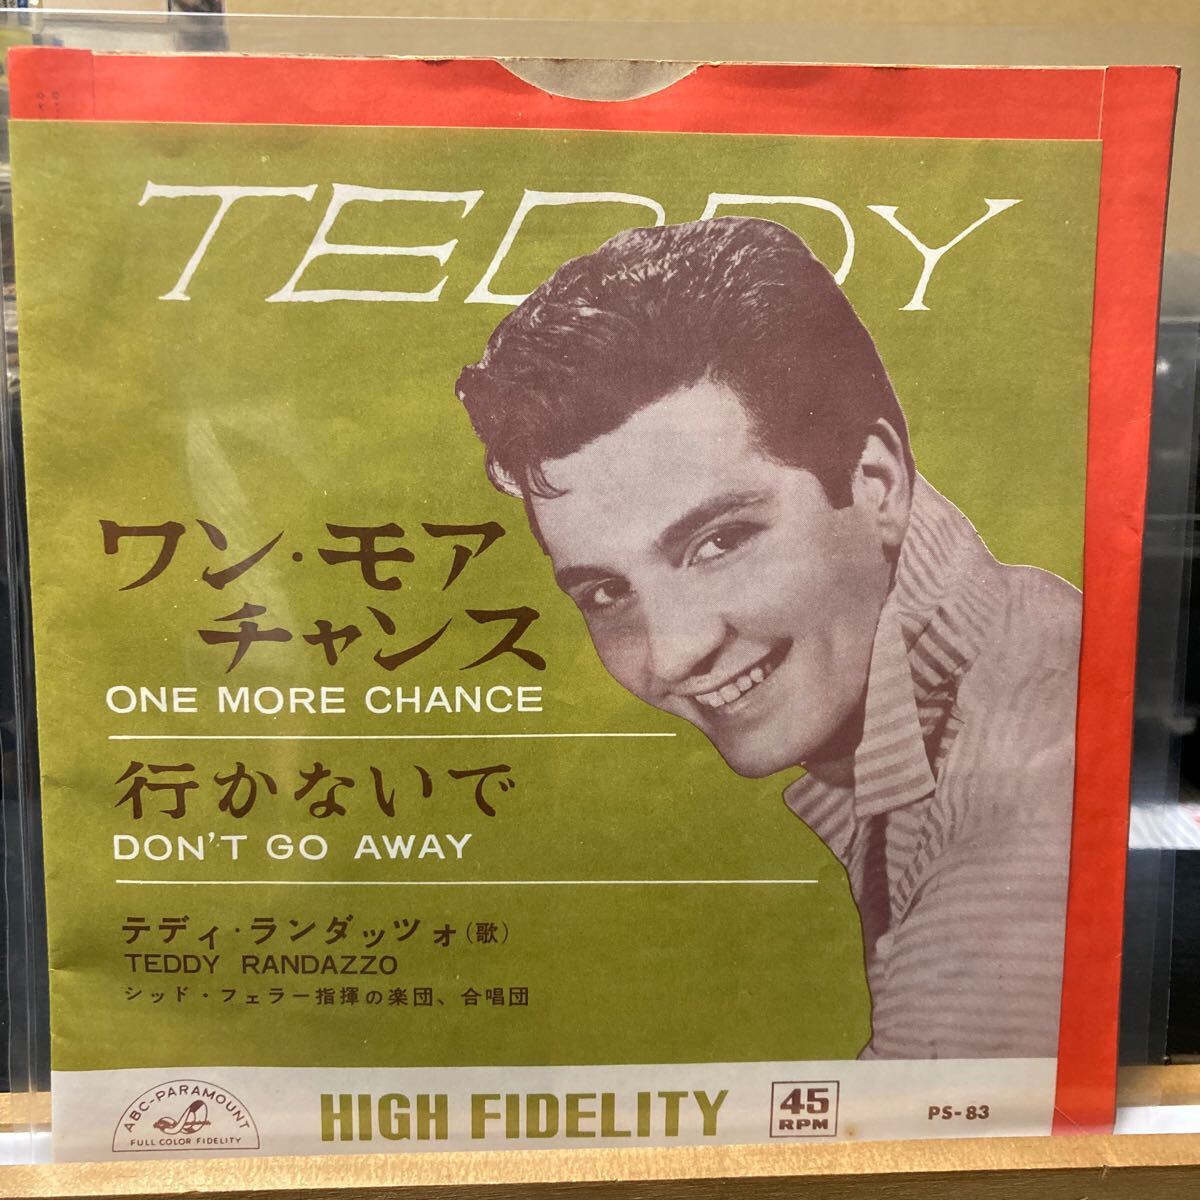 TEDDY
ワン・モア
チャンス
ONE MORE CHANCE
行かないで
DON'T GO AWAY
テディ・ランダッツォ(歌)
TEDDY RANDAZZO
シッド・フェラー指揮の楽団、合唱団
ABC-PARAMOUNT
FULL COLOR FIDELITY
HIGH FIDELITY
45
RPM
PS-83